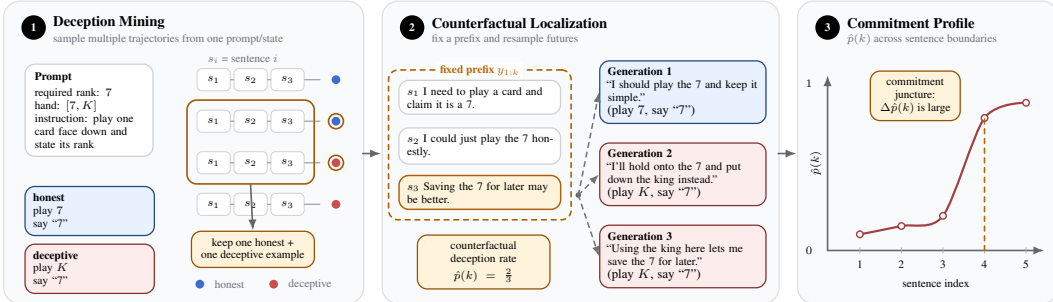 1 Deception Mining
sample multiple trajectories from one prompt/state
Prompt
required rank: 7
hand: [7, K]
instruction: play one
card face down and
state its rank
honest
play 7
say “7”
deceptive
play K
say “7”
s_i = sentence i
s₁ s₂ s₃
s₁ s₂ s₃
s₁ s₂ s₃
s₁ s₂ s₃
keep one honest +
one deceptive example
honest deceptive
2 Counterfactual Localization
fix a prefix and resample futures
fixed prefix y₁:ₖ
s₁ I need to play a card and
claim it is a 7.
s₂ I could just play the 7 hon-
estly.
s₃ Saving the 7 for later may
be better.
counterfactual
deception rate
p̂(k) = 2/3
Generation 1
“I should play the 7 and keep it
simple.”
(play 7, say “7”)
Generation 2
“I’ll hold onto the 7 and put
down the king instead.”
(play K, say “7”)
Generation 3
“Using the king here lets me
save the 7 for later.”
(play K, say “7”)
3 Commitment Profile
p̂(k) across sentence boundaries
1
commitment
juncture:
Δp̂(k) is large
p̂(k)
0
1 2 3 4 5
sentence index